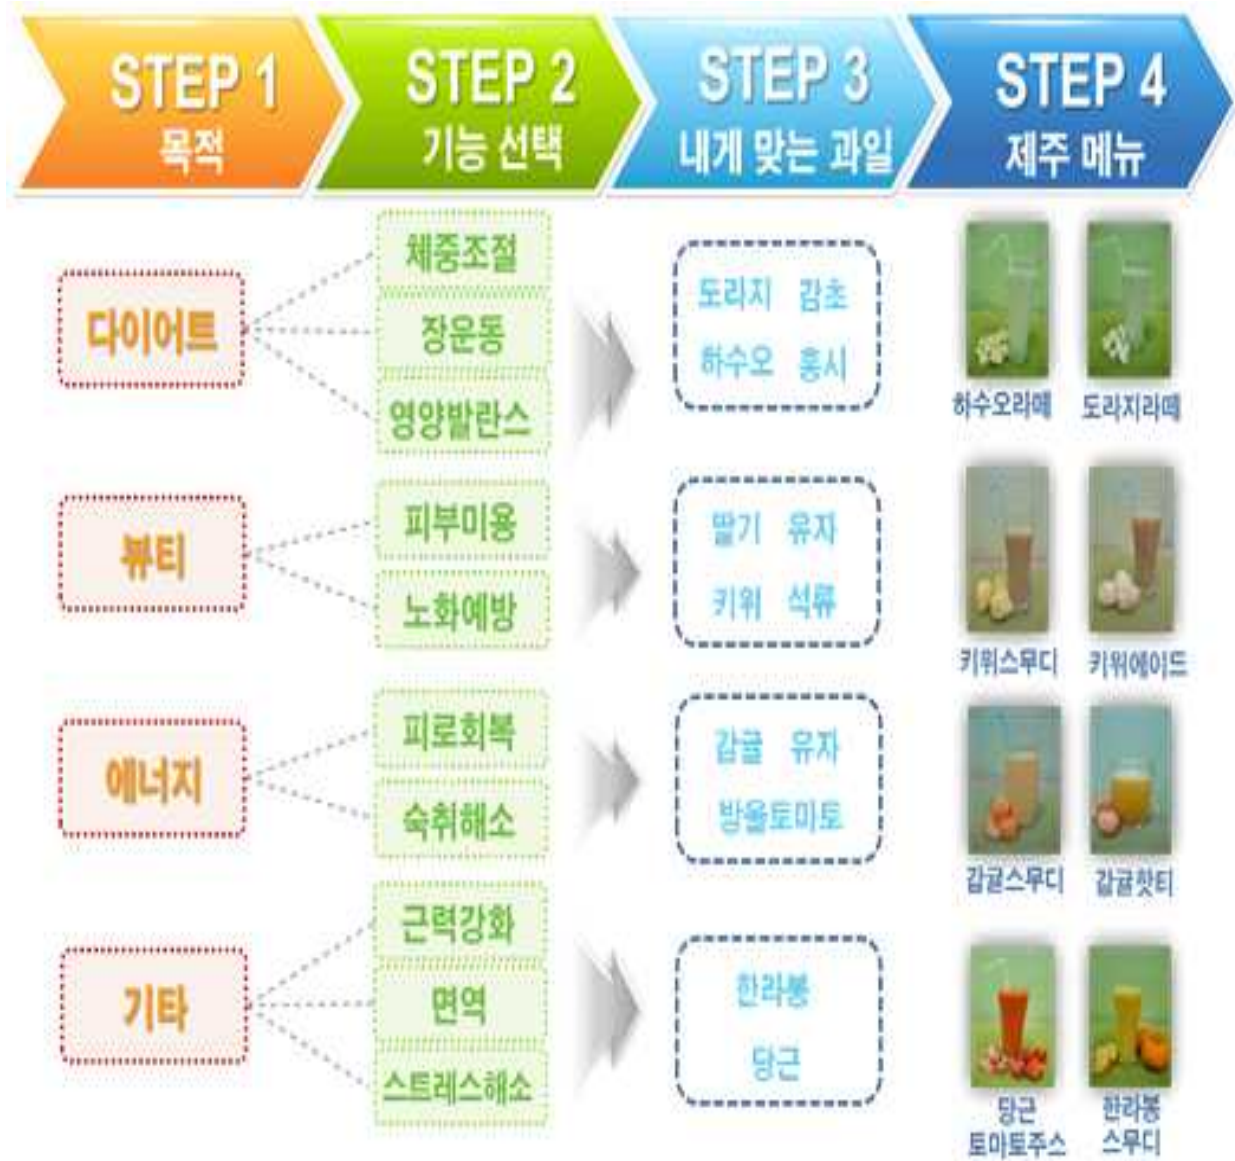 STEP 1
목적
STEP 2
기능 선택
STEP 3
내게 맞는 과일
STEP 4
제주 메뉴
다이어트
체중조절
장운동
영양발란스
도라지 감초
하수오 홍시
하수오라떼 도라지라떼
뷰티
피부미용
노화예방
딸기 유자
키위 석류
키위스무디 키위에이드
에너지
피로회복
숙취해소
감귤 유자
방울토마토
감귤스무디 감귤핫티
기타
근력강화
면역
스트레스해소
한라봉
당근
당근 한라봉
토마토주스 스무디